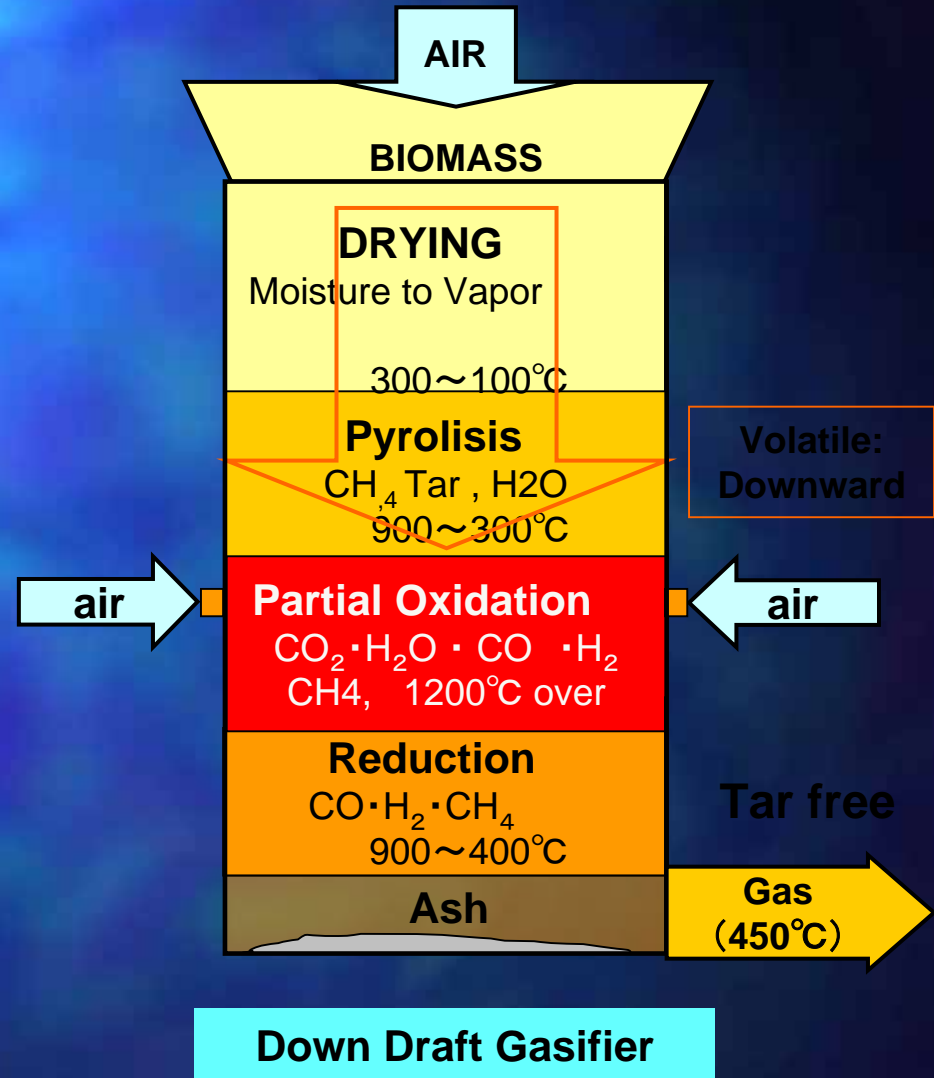 AIR
BIOMASS
DRYING
Moisture to Vapor
300～100℃
Pyrolisis
CH,4 Tar , H2O
900～300℃
Volatile:
Downward
air
Partial Oxidation
CO2・H2O・CO ・H2
CH4, 1200℃ over
air
Reduction
CO・H2・CH4
900～400℃
Tar free
Ash
Gas
（450℃）
Down Draft Gasifier